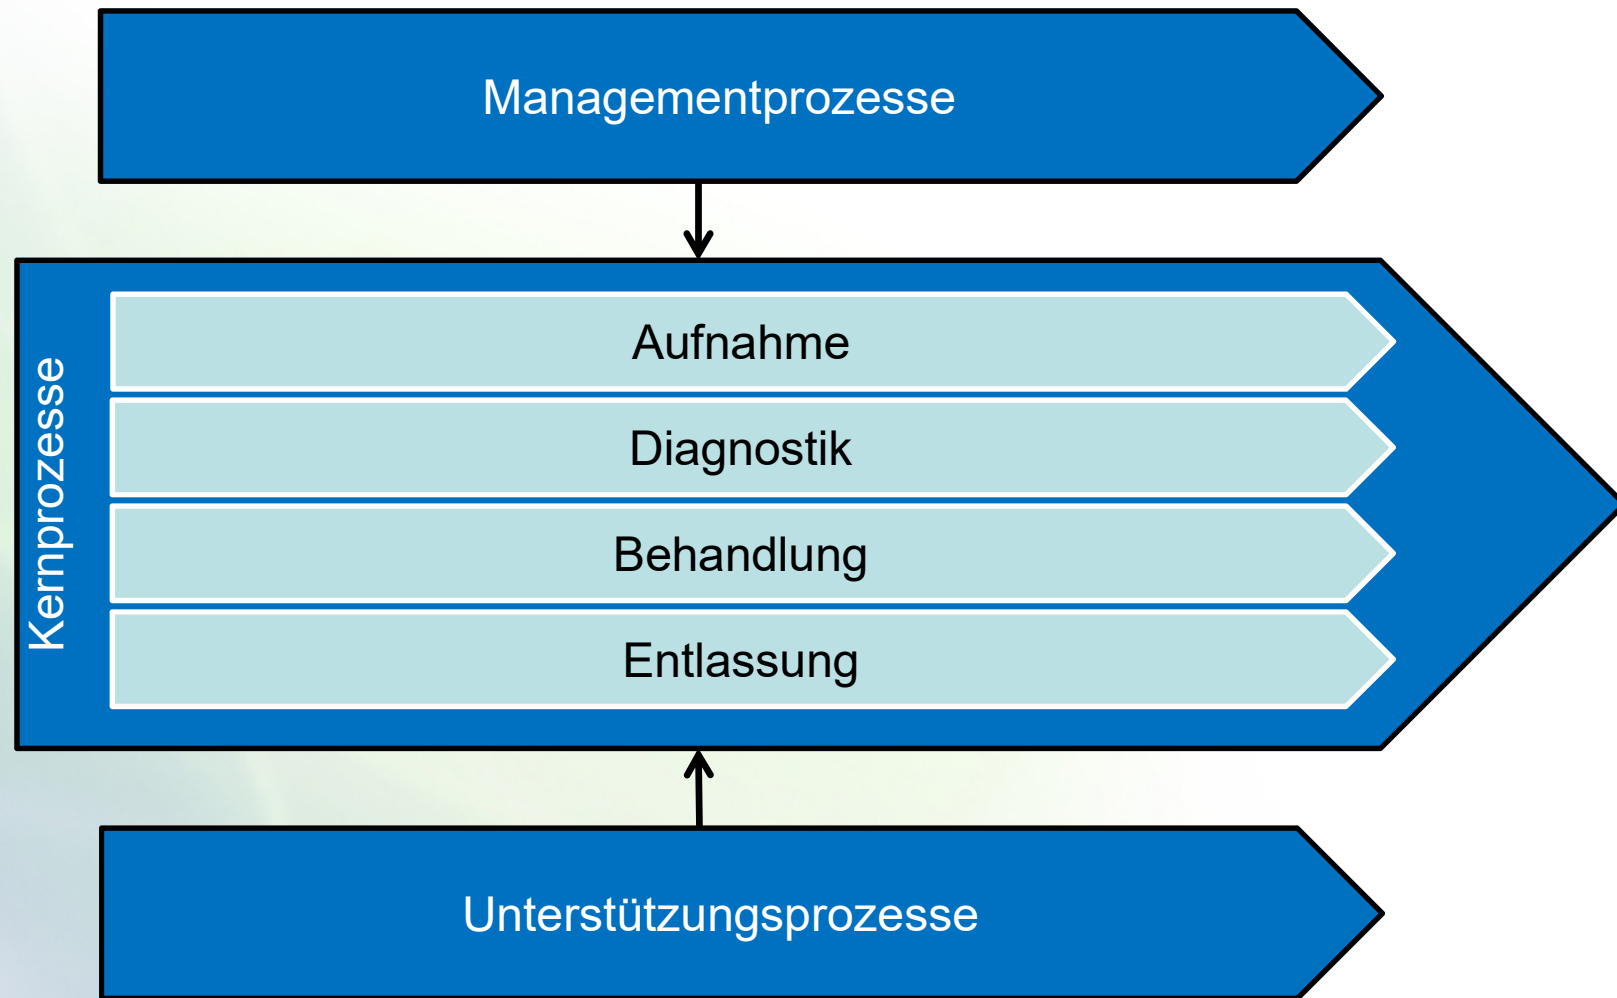 Managementprozesse
Kernprozesse
Aufnahme
Diagnostik
Behandlung
Entlassung
Unterstützungsprozesse